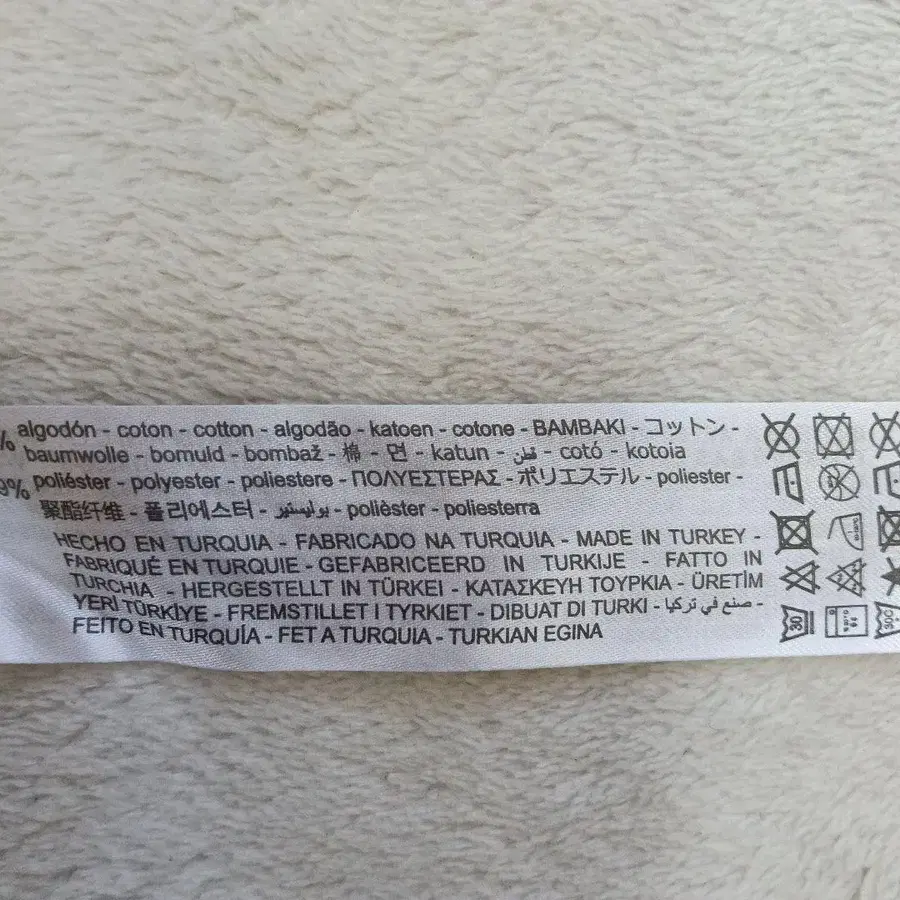 % algodón - coton - cotton - algodão - katoen - cotone - BAMBAKI - コットン -
baumwolle - bomuld - bombaž - 棉 - 면 - katun - قطن - cotó - kotoia
% poliéster - polyester - poliestere - ΠΟΛΥΕΣΤΕΡΑΣ - ポリエステル - poliester -
聚酯纤维 - 폴리에스터 - بوليستير - polièster - poliesterra
HECHO EN TURQUIA - FABRICADO NA TURQUIA - MADE IN TURKEY -
FABRIQUÉ EN TURQUIE - GEFABRICEERD IN TURKIJE - FATTO IN
TURCHIA - HERGESTELLT IN TÜRKEI - ΚΑΤΑΣΚΕΥΗ ΤΟΥΡΚΙΑ - ÜRETİM
YERİ TÜRKİYE - FREMSTILLET I TYRKIET - DIBUAT DI TURKI - صنع في تركيا -
FEITO EN TURQUÍA - FET A TURQUIA - TURKIAN EGINA
30